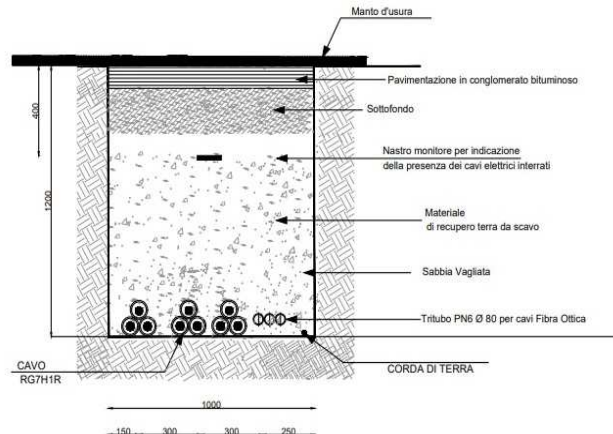 Manto d'usura
Pavimentazione in conglomerato bituminoso
400
Sottofondo
Nastro monitore per indicazione
della presenza dei cavi elettrici interrati
1200
Materiale
di recupero terra da scavo
Sabbia Vagliata
Tritubo PN6 Ø 80 per cavi Fibra Ottica
CAVO
RG7H1R
CORDA DI TERRA
1000
150
300
300
250